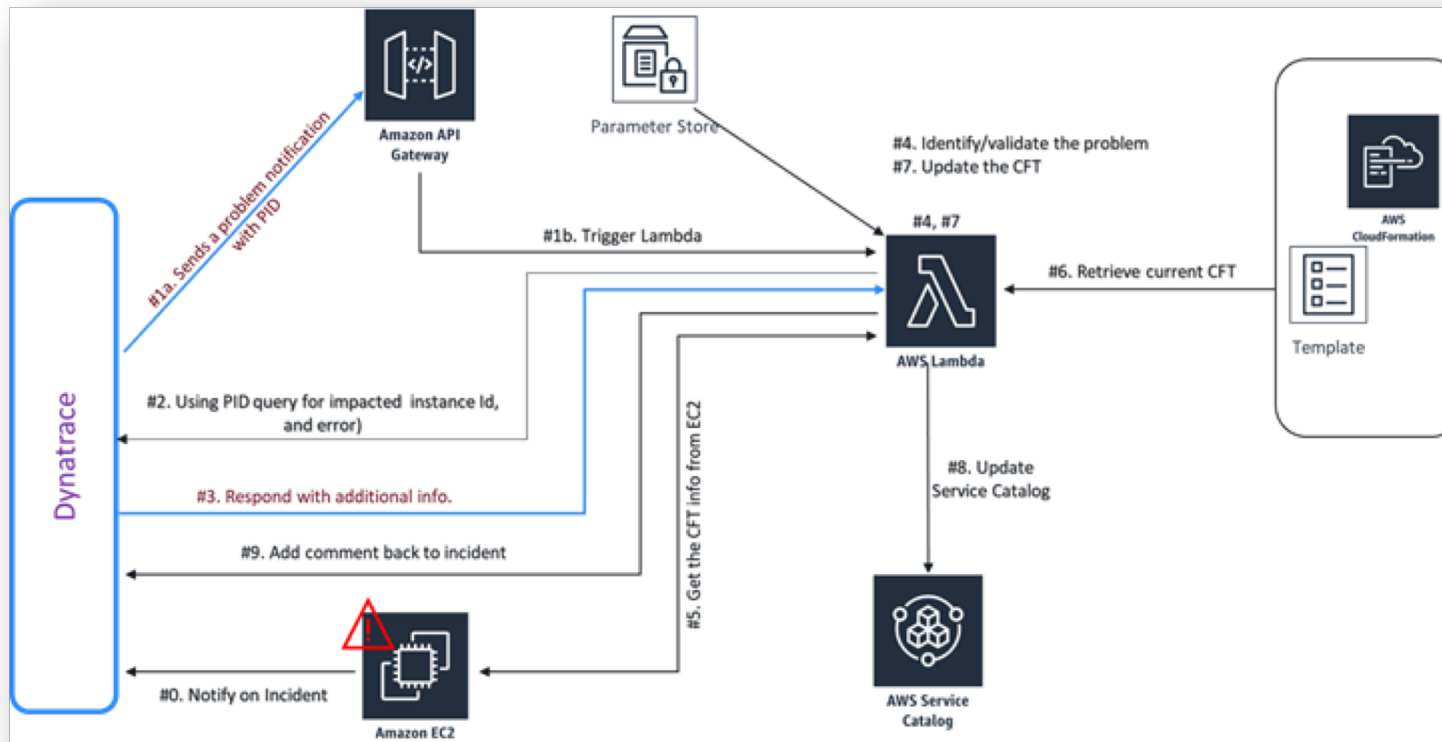 Amazon API
Gateway
Parameter Store
#4. Identify/validate the problem
#7. Update the CFT
AWS
CloudFormation
#1a. Sends a problem notification
with PID
#4, #7
#1b. Trigger Lambda
#6. Retrieve current CFT
Template
AWS Lambda
#2. Using PID query for impacted instance Id,
and error)
Dynatrace
#3. Respond with additional info.
#5. Get the CFT info from EC2
#8. Update
Service Catalog
#9. Add comment back to incident
#0. Notify on Incident
Amazon EC2
AWS Service
Catalog